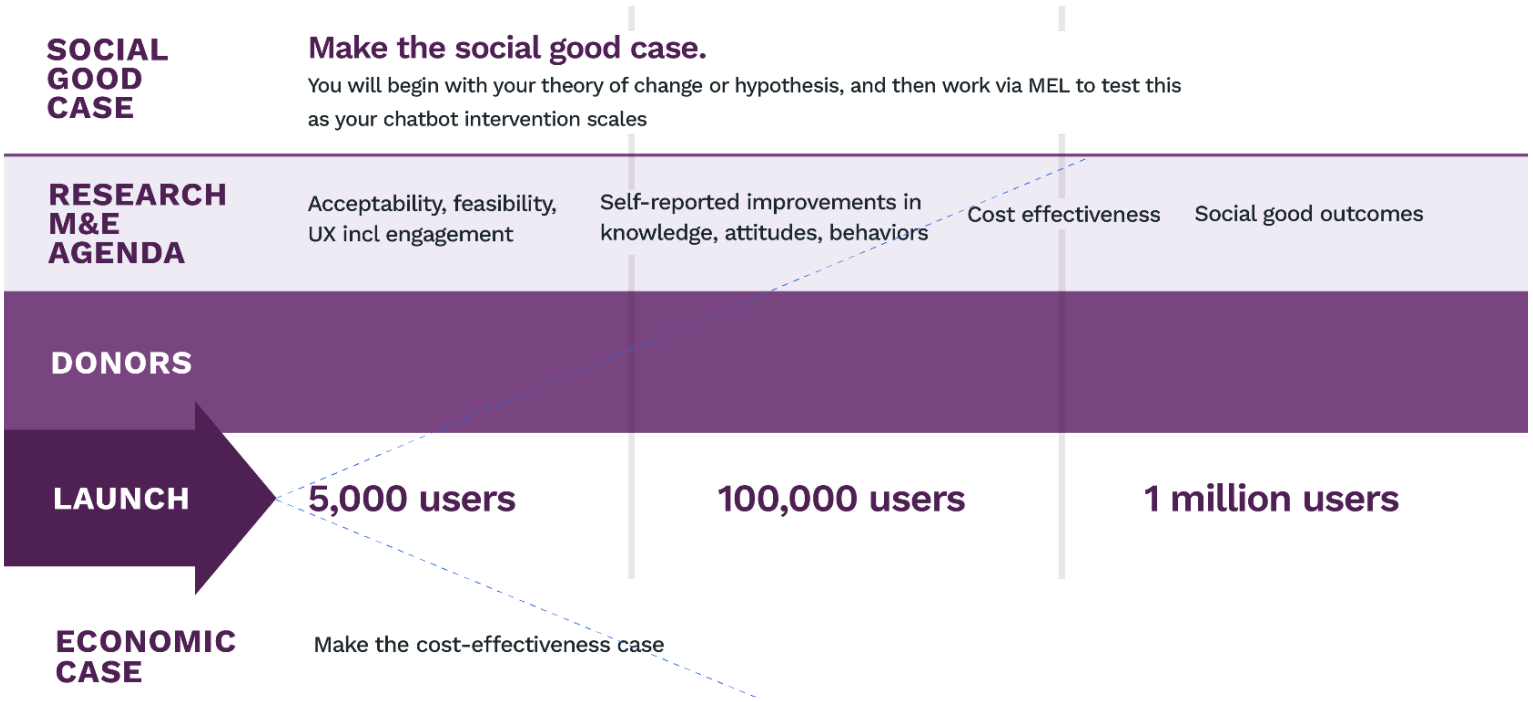 SOCIAL
GOOD
CASE
Make the social good case.
You will begin with your theory of change or hypothesis, and then work via MEL to test this
as your chatbot intervention scales
RESEARCH
M&E
AGENDA
Acceptability, feasibility,
UX incl engagement
Self-reported improvements in
knowledge, attitudes, behaviors
Cost effectiveness
Social good outcomes
DONORS
LAUNCH
5,000 users
100,000 users
1 million users
ECONOMIC
CASE
Make the cost-effectiveness case